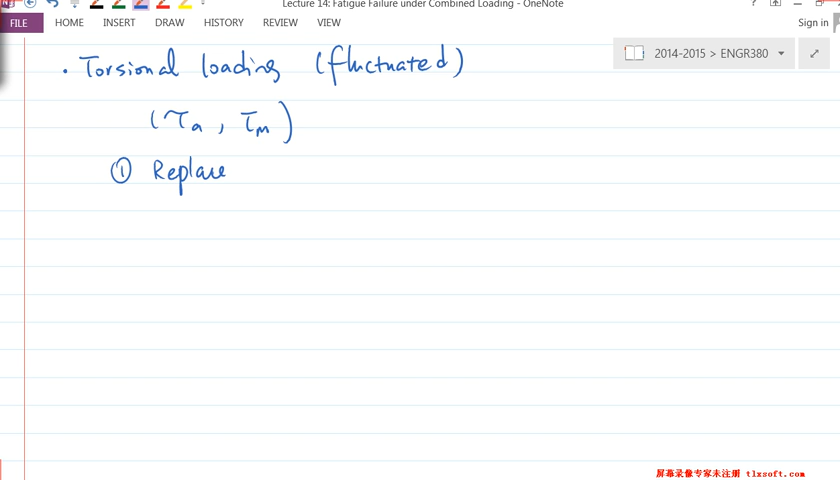 Lecture 14: Fatigue Failure under Combined Loading - OneNote
FILE HOME INSERT DRAW HISTORY REVIEW VIEW
Sign in
2014-2015 > ENGR380
. Torsional loading (fluctuated)
(τa, τm)
① Replace
屏幕录像专家未注册 tlxsoft.com